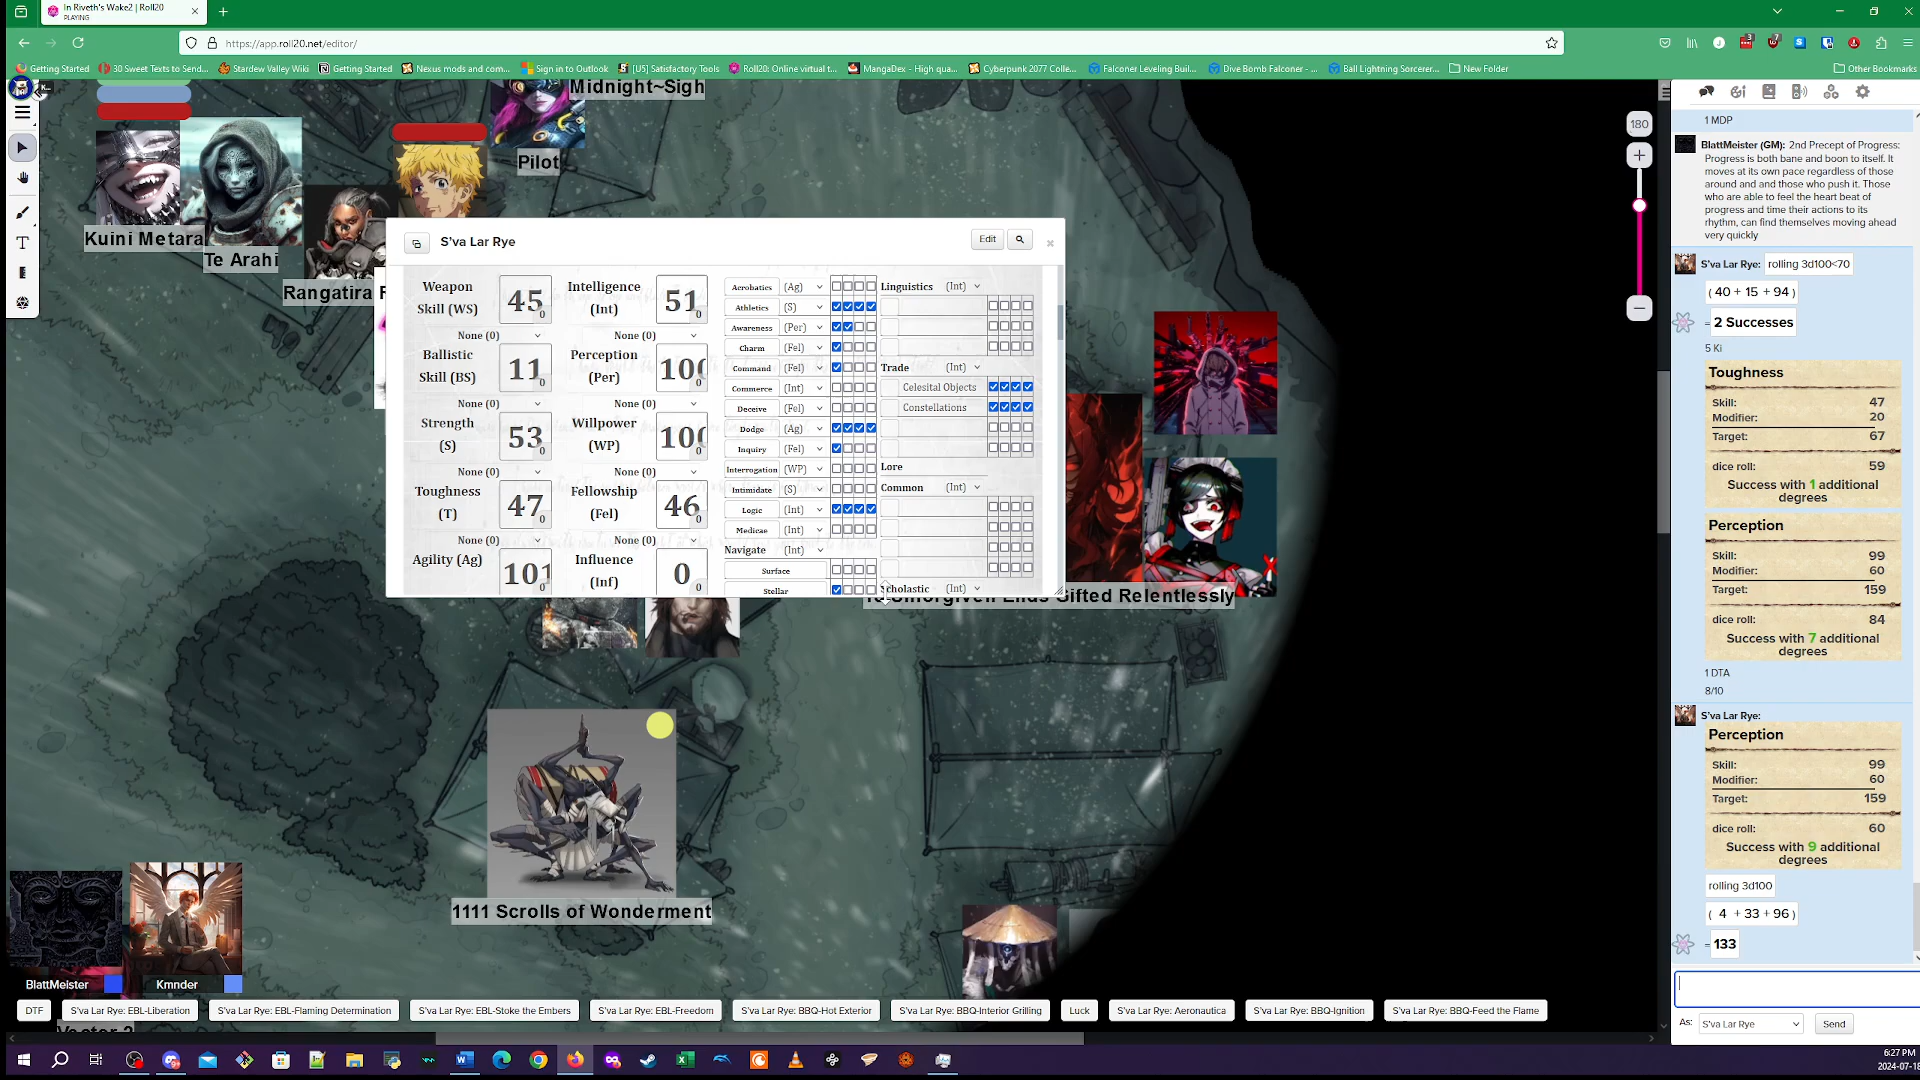 In Riveth's Wake2 | Roll20
PLAYING
https://app.roll20.net/editor/
Getting Started
30 Sweet Texts to Send...
Stardew Valley Wiki
Getting Started
Nexus mods and com...
Sign in to Outlook
[U5] Satisfactory Tools
Roll20: Online virtual t...
MangaDex - High qua...
Cyberpunk 2077 Colle...
Falconer Leveling Buil...
Dive Bomb Falconer - ...
Ball Lightning Sorcerer...
New Folder
Other Bookmarks
Midnight~Sigh
Pilot
Kuini Metara
Te Arahi
Rangatira
180
S'va Lar Rye
Edit
Weapon Skill (WS) 45 0
None (0)
Ballistic Skill (BS) 11 0
None (0)
Strength (S) 53 0
None (0)
Toughness (T) 47 0
None (0)
Agility (Ag) 101 0
Intelligence (Int) 51 0
None (0)
Perception (Per) 100 0
None (0)
Willpower (WP) 100 0
None (0)
Fellowship (Fel) 46 0
None (0)
Influence (Inf) 0 0
Acrobatics (Ag)
Athletics (S)
Awareness (Per)
Charm (Fel)
Command (Fel)
Commerce (Int)
Deceive (Fel)
Dodge (Ag)
Inquiry (Fel)
Interrogation (WP)
Intimidate (S)
Logic (Int)
Medicae (Int)
Navigate (Int)
Surface
Stellar
Linguistics (Int)
Trade (Int)
Celesital Objects
Constellations
Lore
Common (Int)
Scholastic (Int)
Ends Gifted Relentlessly
1111 Scrolls of Wonderment
BlattMeister
Kmnder
DTF
S'va Lar Rye: EBL-Liberation
S'va Lar Rye: EBL-Flaming Determination
S'va Lar Rye: EBL-Stoke the Embers
S'va Lar Rye: EBL-Freedom
S'va Lar Rye: BBQ-Hot Exterior
S'va Lar Rye: BBQ-Interior Grilling
Luck
S'va Lar Rye: Aeronautica
S'va Lar Rye: BBQ-Ignition
S'va Lar Rye: BBQ-Feed the Flame
1 MDP
BlattMeister (GM): 2nd Precept of Progress:
Progress is both bane and boon to itself. It
moves at its own pace regardless of those
around and and those who push it. Those
who are able to feel the heart beat of
progress and time their actions to its
rhythm, can find themselves moving ahead
very quickly
S'va Lar Rye: rolling 3d100<70
(40 + 15 + 94)
= 2 Successes
5 Ki
Toughness
Skill: 47
Modifier: 20
Target: 67
dice roll: 59
Success with 1 additional
degrees
Perception
Skill: 99
Modifier: 60
Target: 159
dice roll: 84
Success with 7 additional
degrees
1 DTA
8/10
S'va Lar Rye:
Perception
Skill: 99
Modifier: 60
Target: 159
dice roll: 60
Success with 9 additional
degrees
rolling 3d100
( 4 + 33 + 96 )
= 133
As: S'va Lar Rye
Send
6:27 PM
2024-07-18